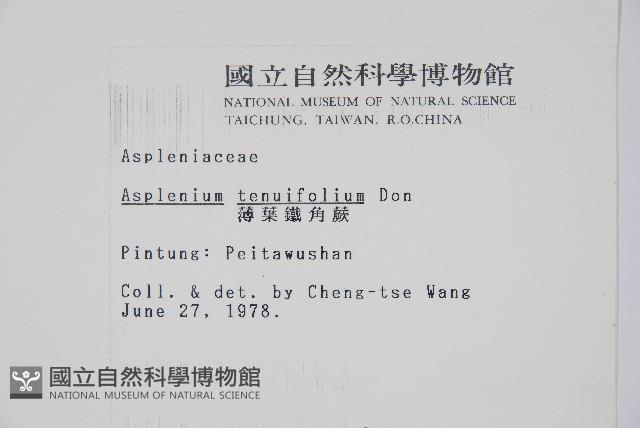 國立自然科學博物館
NATIONAL MUSEUM OF NATURAL SCIENCE
TAICHUNG, TAIWAN, R.O.CHINA
Aspleniaceae
Asplenium tenuifolium Don
薄葉鐵角蕨
Pintung: Peitawushan
Coll. & det. by Cheng-tse Wang
June 27, 1978.
國立自然科學博物館
NATIONAL MUSEUM OF NATURAL SCIENCE